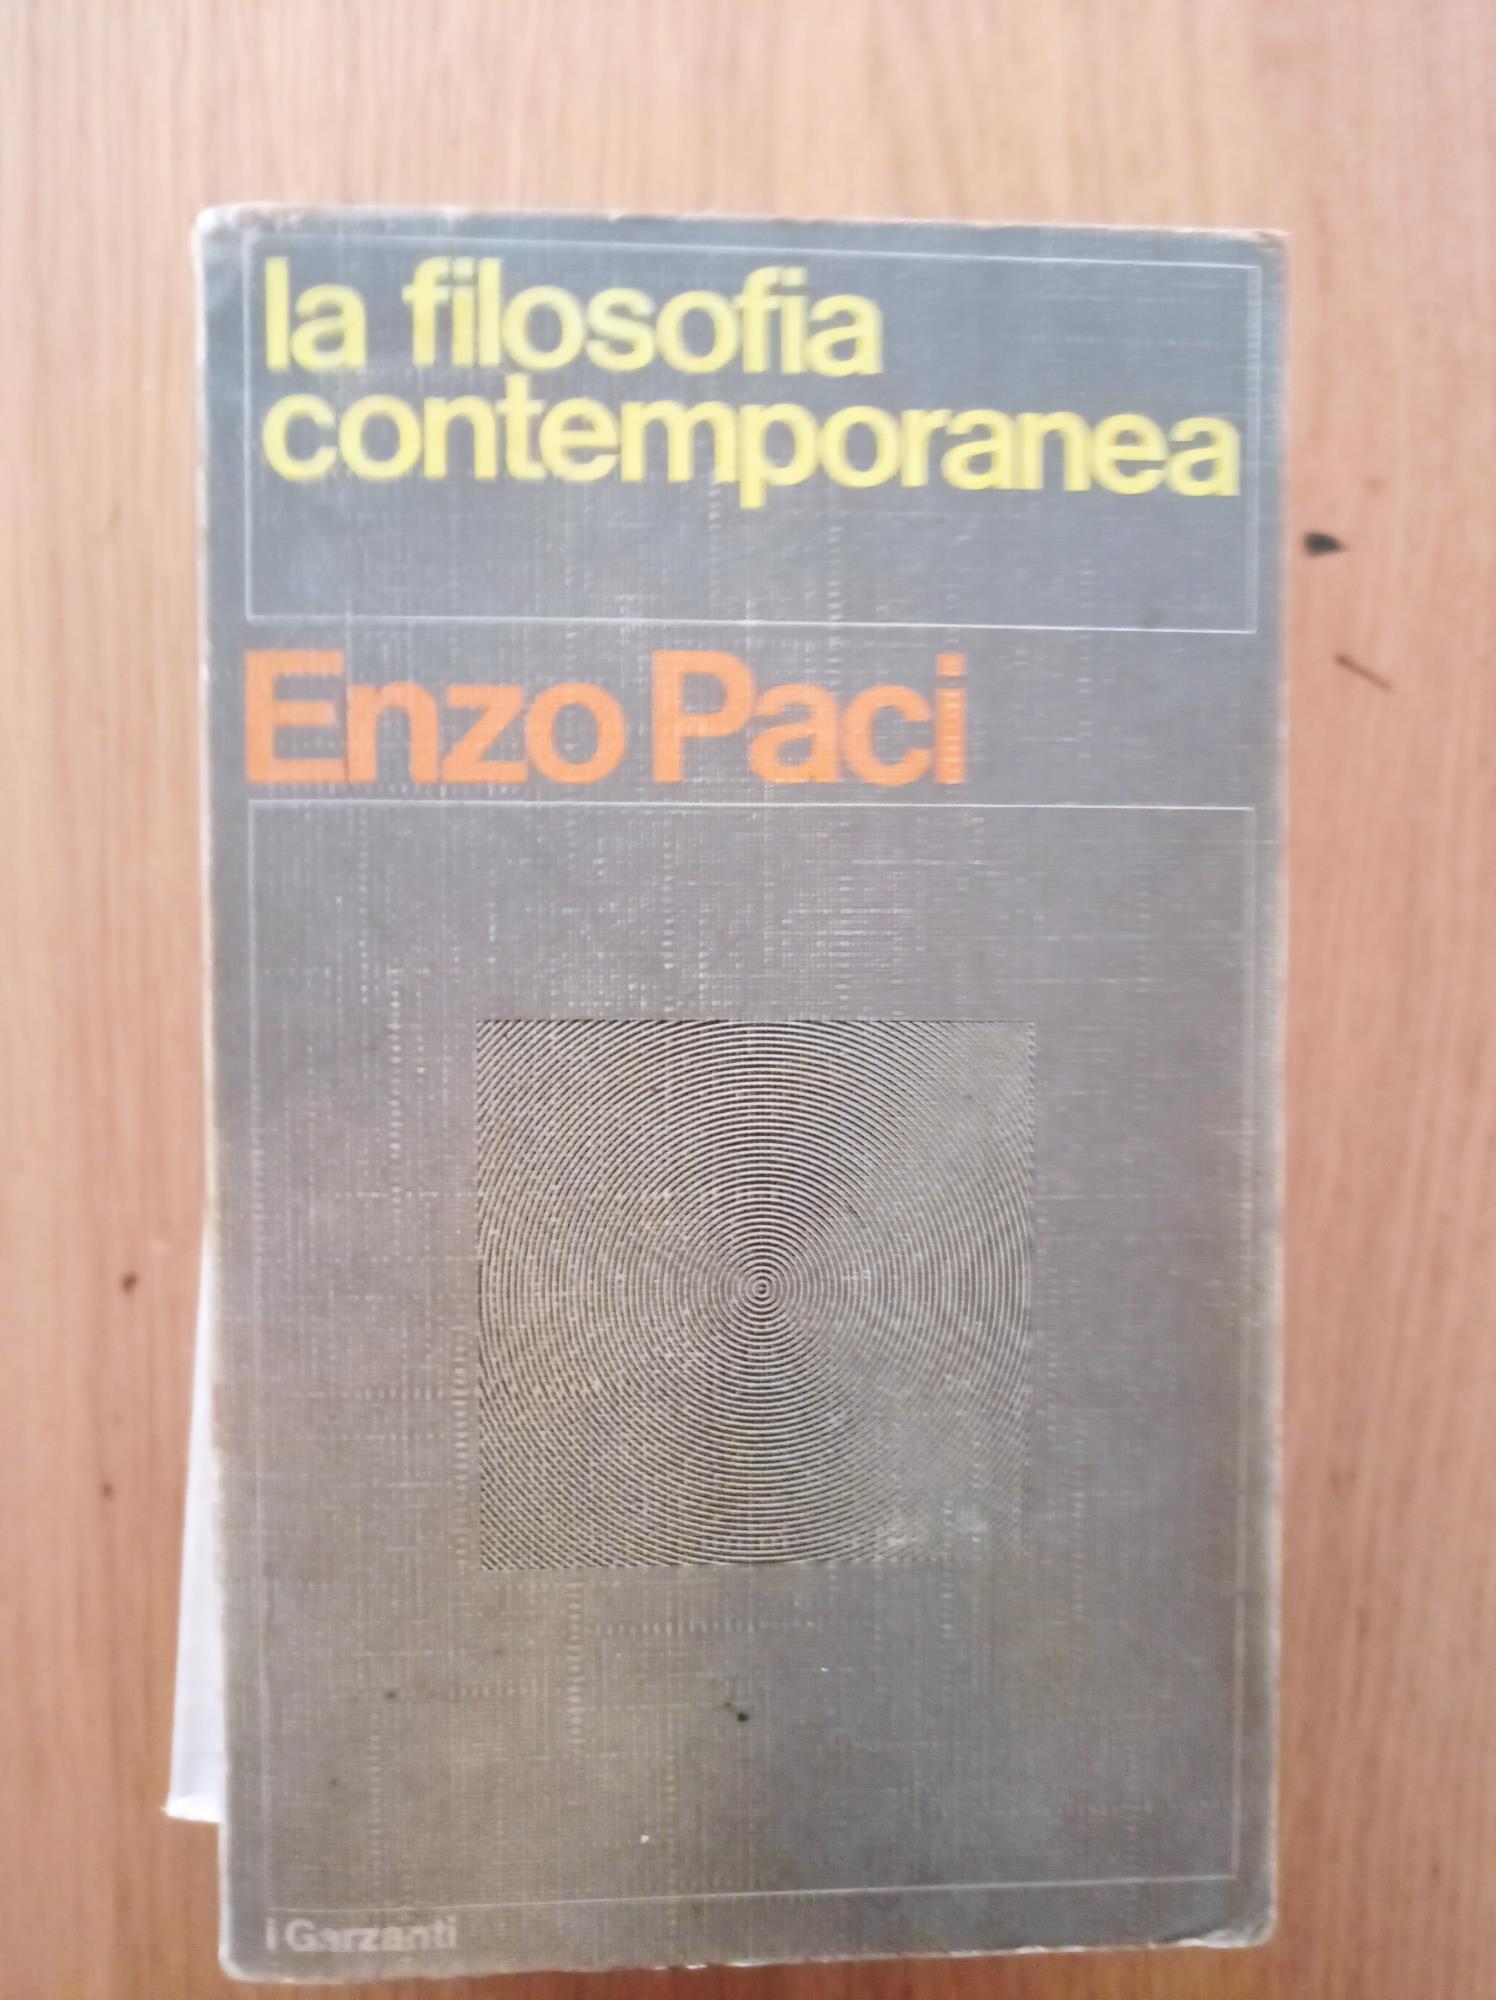 la filosofia
contemporanea
Enzo Paci
i Garzanti